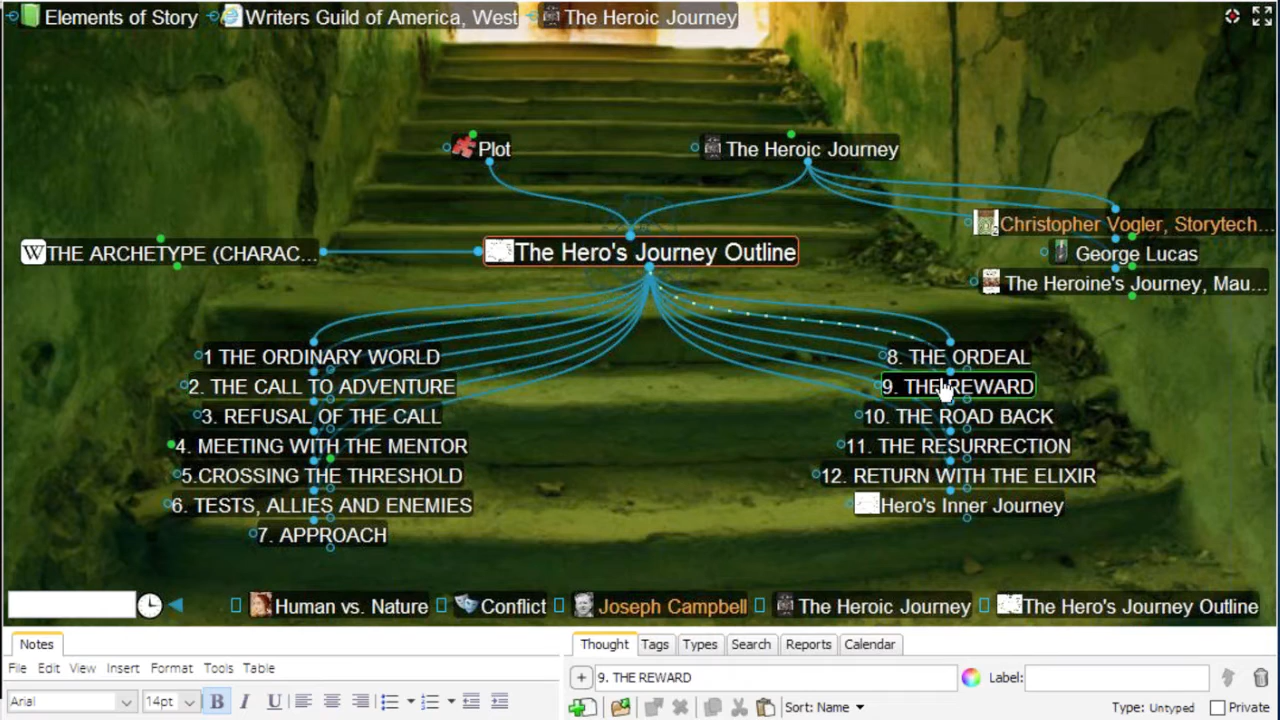 Elements of Story Writers Guild of America, West The Heroic Journey
Plot The Heroic Journey
Christopher Vogler, Storytech...
THE ARCHETYPE (CHARAC... The Hero's Journey Outline George Lucas
The Heroine's Journey, Mau...
1 THE ORDINARY WORLD 8. THE ORDEAL
2. THE CALL TO ADVENTURE 9. THE REWARD
3. REFUSAL OF THE CALL 10. THE ROAD BACK
4. MEETING WITH THE MENTOR 11. THE RESURRECTION
5.CROSSING THE THRESHOLD 12. RETURN WITH THE ELIXIR
6. TESTS, ALLIES AND ENEMIES Hero's Inner Journey
7. APPROACH
Human vs. Nature Conflict Joseph Campbell The Heroic Journey The Hero's Journey Outline
Notes Thought Tags Types Search Reports Calendar
File Edit View Insert Format Tools Table 9. THE REWARD Label:
Arial 14pt B I U Sort: Name Type: Untyped Private